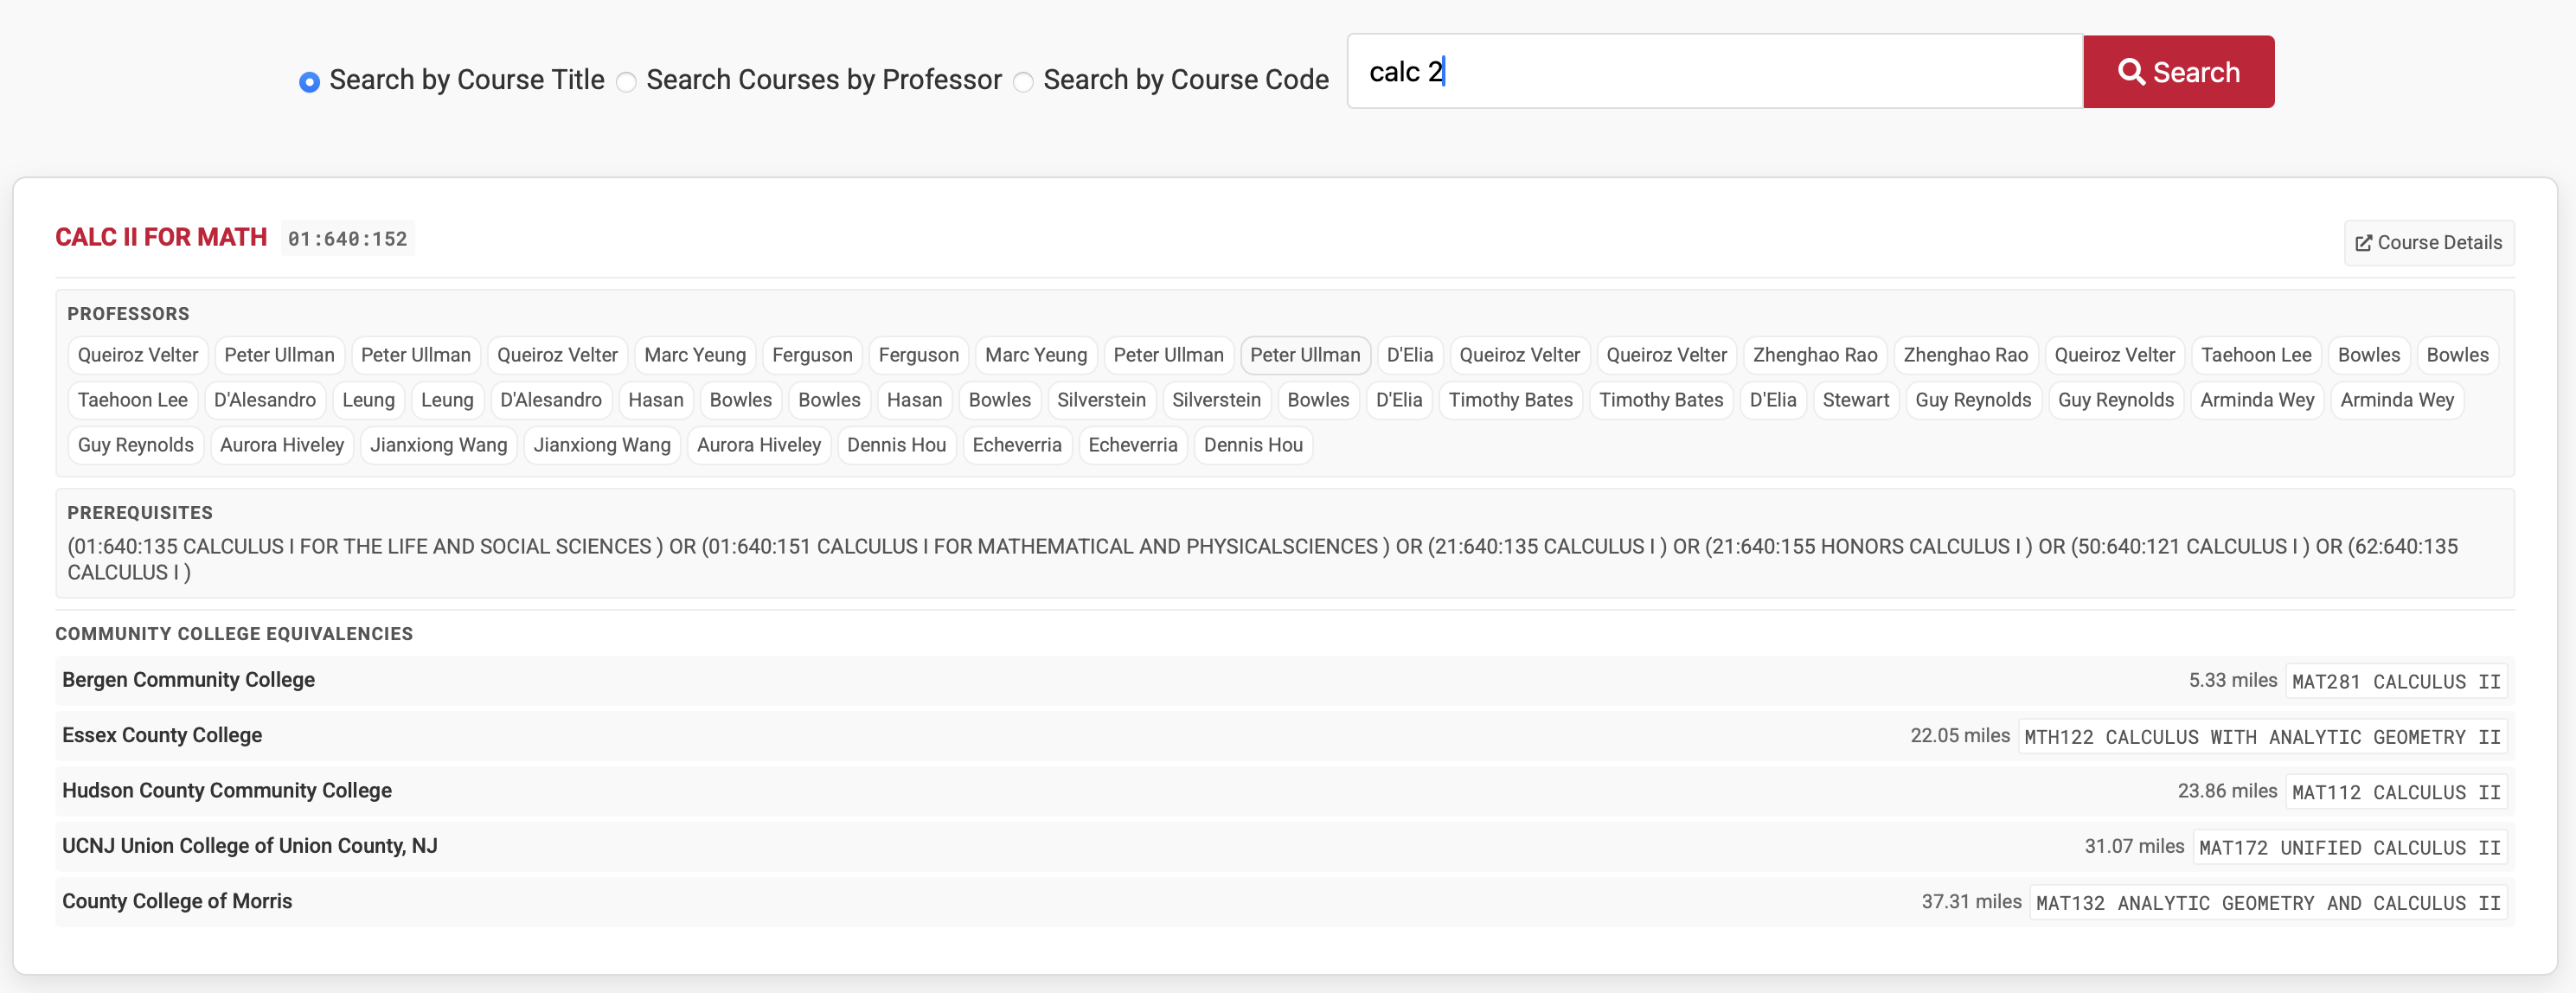 Search by Course Title Search Courses by Professor Search by Course Code calc 2 Search
CALC II FOR MATH 01:640:152 Course Details
PROFESSORS
Queiroz Velter Peter Ullman Peter Ullman Queiroz Velter Marc Yeung Ferguson Ferguson Marc Yeung Peter Ullman Peter Ullman D'Elia Queiroz Velter Queiroz Velter Zhenghao Rao Zhenghao Rao Queiroz Velter Taehoon Lee Bowles Bowles
Taehoon Lee D'Alesandro Leung Leung D'Alesandro Hasan Bowles Bowles Hasan Bowles Silverstein Silverstein Bowles D'Elia Timothy Bates Timothy Bates D'Elia Stewart Guy Reynolds Guy Reynolds Arminda Wey Arminda Wey
Guy Reynolds Aurora Hiveley Jianxiong Wang Jianxiong Wang Aurora Hiveley Dennis Hou Echeverria Echeverria Dennis Hou
PREREQUISITES
(01:640:135 CALCULUS I FOR THE LIFE AND SOCIAL SCIENCES ) OR (01:640:151 CALCULUS I FOR MATHEMATICAL AND PHYSICALSCIENCES ) OR (21:640:135 CALCULUS I ) OR (21:640:155 HONORS CALCULUS I ) OR (50:640:121 CALCULUS I ) OR (62:640:135
CALCULUS I )
COMMUNITY COLLEGE EQUIVALENCIES
Bergen Community College 5.33 miles MAT281 CALCULUS II
Essex County College 22.05 miles MTH122 CALCULUS WITH ANALYTIC GEOMETRY II
Hudson County Community College 23.86 miles MAT112 CALCULUS II
UCNJ Union College of Union County, NJ 31.07 miles MAT172 UNIFIED CALCULUS II
County College of Morris 37.31 miles MAT132 ANALYTIC GEOMETRY AND CALCULUS II